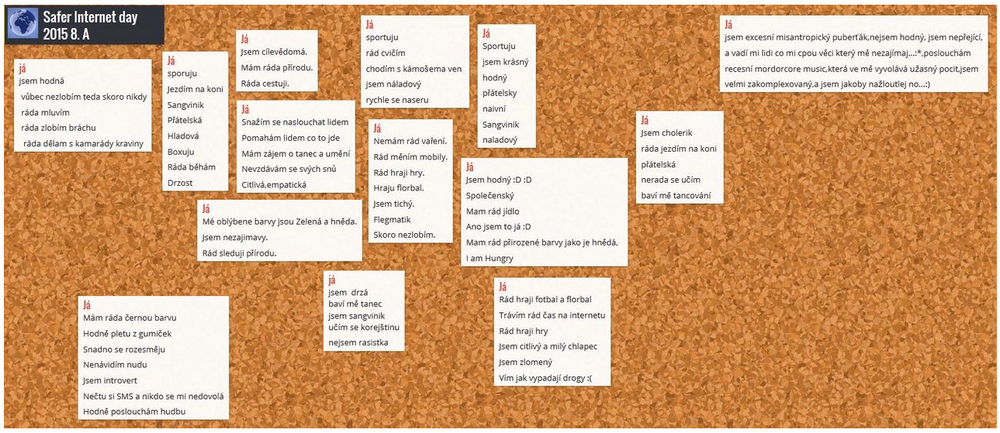 Safer Internet day
2015 8. A
já
jsem hodná
vůbec nezlobím teda skoro nikdy
ráda mluvím
ráda zlobím bráchu
ráda dělam s kamarády kraviny
Já
sporuju
Jezdím na koni
Sangvinik
Přátelská
Hladová
Boxuju
Ráda běhám
Drzost
Já
Jsem cílevědomá.
Mám ráda přírodu.
Ráda cestuji.
Já
Snažím se naslouchat lidem
Pomahám lidem co to jde
Mám zájem o tanec a umění
Nevzdávám se svých snů
Citlivá,empatická
Já
sportuju
rád cvičím
chodím s kámošema ven
jsem náladový
rychle se naseru
Já
Sportuju
jsem krásný
hodný
přátelsky
naivní
Sangvinik
naladový
Já
jsem excesní misantropický puberťák,nejsem hodný, jsem nepřející,
a vadí mi lidi co mi cpou věci který mě nezajímaj...:*,poslouchám
recesní mordorcore music,která ve mě vyvolává užasný pocit,jsem
velmi zakomplexovaný,a jsem jakoby nažloutlej no...:)
Já
Nemám rád vaření.
Rád měním mobily.
Rád hraji hry.
Hraju florbal.
Jsem tichý.
Flegmatik
Skoro nezlobím.
Já
Jsem hodný :D :D
Společenský
Mam rád jídlo
Ano jsem to já :D
Mam rád přirozené barvy jako je hnědá,
I am Hungry
Já
Jsem cholerik
ráda jezdím na koni
přátelská
nerada se učím
baví mě tancování
Já
Mé oblýbene barvy jsou Zelená a hněda.
Jsem nezajimavy.
Rád sleduji přírodu.
já
jsem drzá
baví mě tanec
jsem sangvinik
učím se korejštinu
nejsem rasistka
Já
Rád hraji fotbal a florbal
Trávím rád čas na internetu
Rád hraji hry
Jsem citlivý a milý chlapec
Jsem zlomený
Vím jak vypadají drogy :(
Já
Mám ráda černou barvu
Hodně pletu z gumiček
Snadno se rozesměju
Nenávidím nudu
Jsem introvert
Nečtu si SMS a nikdo se mi nedovolá
Hodně poslouchám hudbu